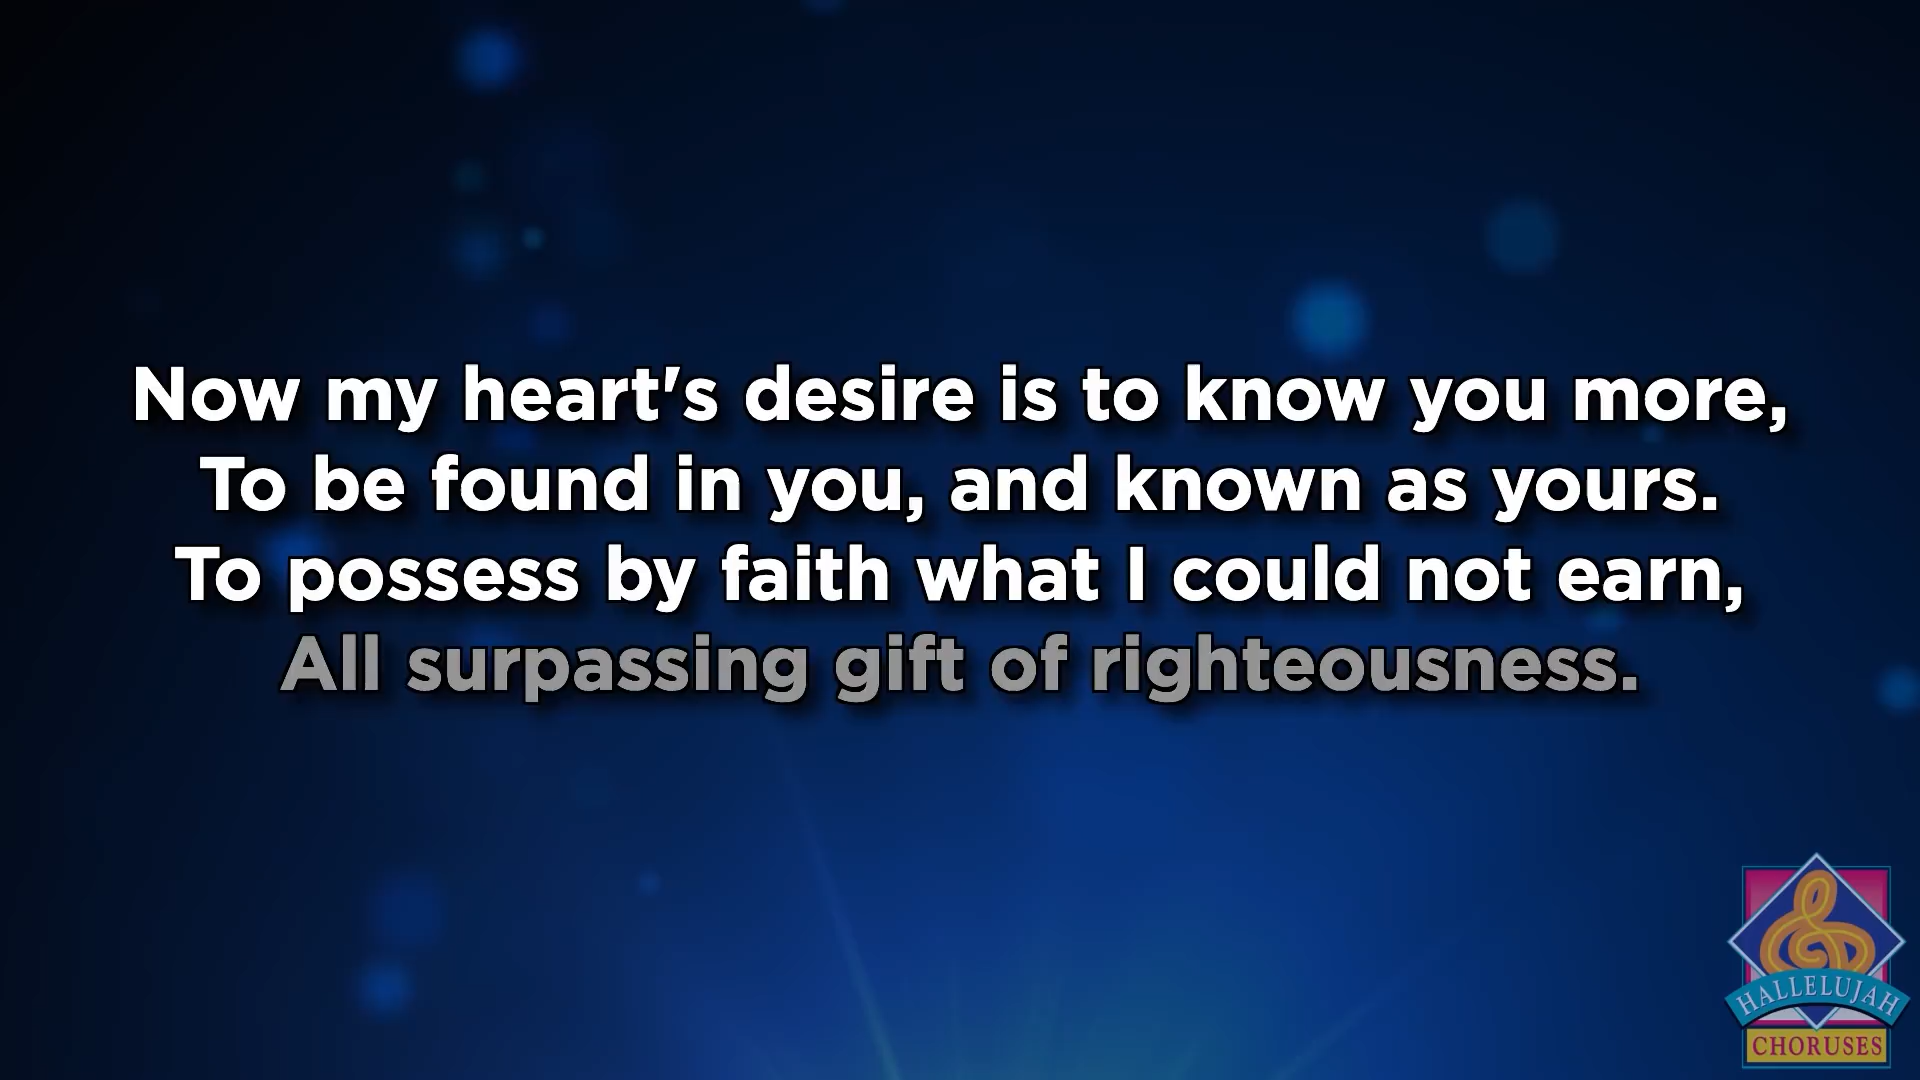 Now my heart's desire is to know you more,
To be found in you, and known as yours.
To possess by faith what I could not earn,
All surpassing gift of righteousness.
HALLELUJAH
CHORUSES